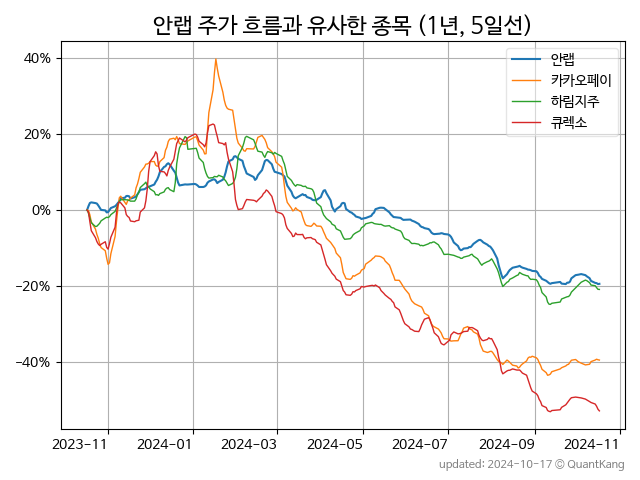 안랩 주가 흐름과 유사한 종목 (1년, 5일선)
안랩
카카오페이
하림지주
큐렉소
40%
20%
0%
−20%
−40%
2023-11 2024-01 2024-03 2024-05 2024-07 2024-09 2024-11
updated: 2024-10-17 © QuantKang